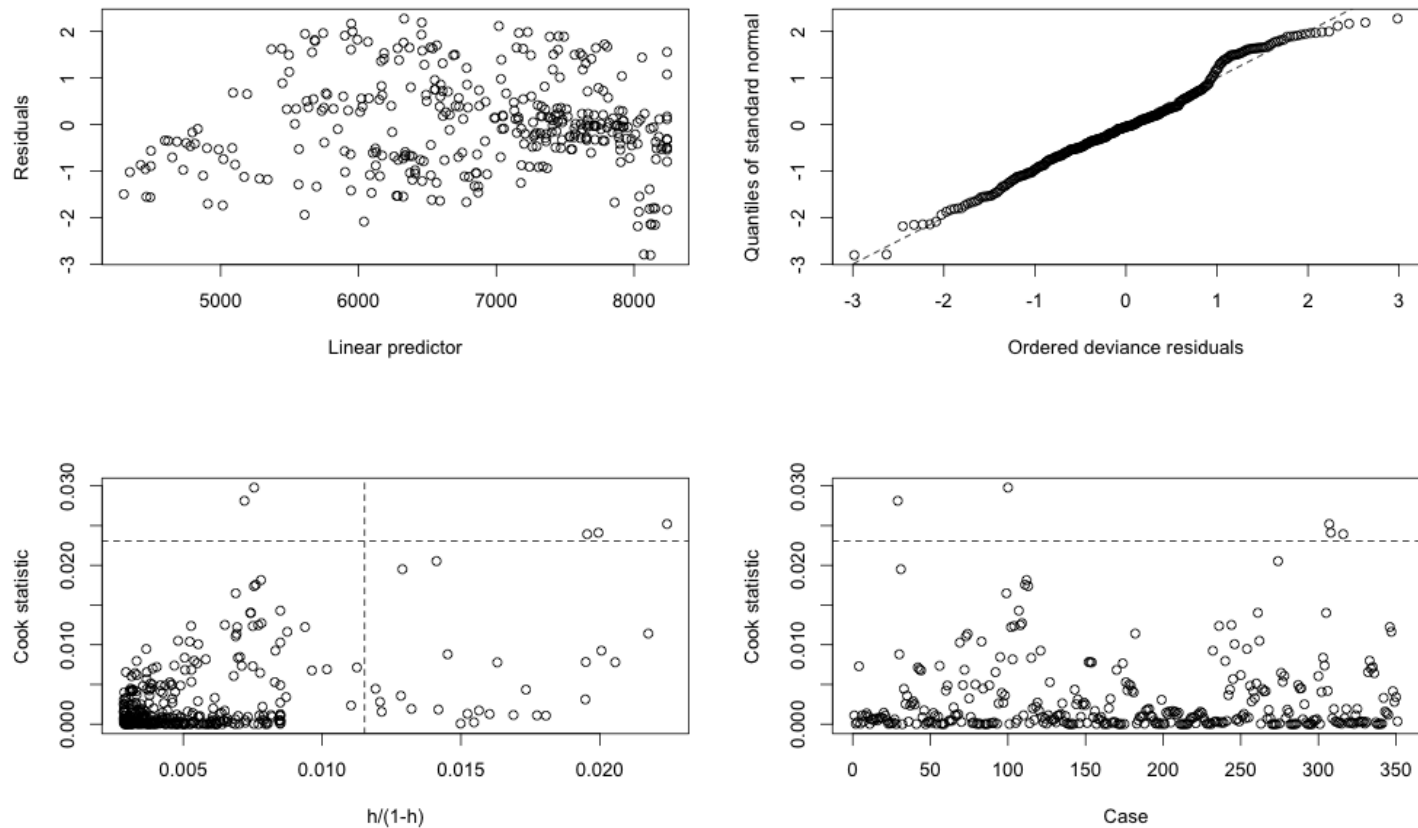 Residuals
2
1
0
-1
-2
-3
5000 6000 7000 8000
Linear predictor
Quantiles of standard normal
2
1
0
-1
-2
-3
-3 -2 -1 0 1 2 3
Ordered deviance residuals
Cook statistic
0.030
0.020
0.010
0.000
0.005 0.010 0.015 0.020
h/(1-h)
Cook statistic
0.030
0.020
0.010
0.000
0 50 100 150 200 250 300 350
Case